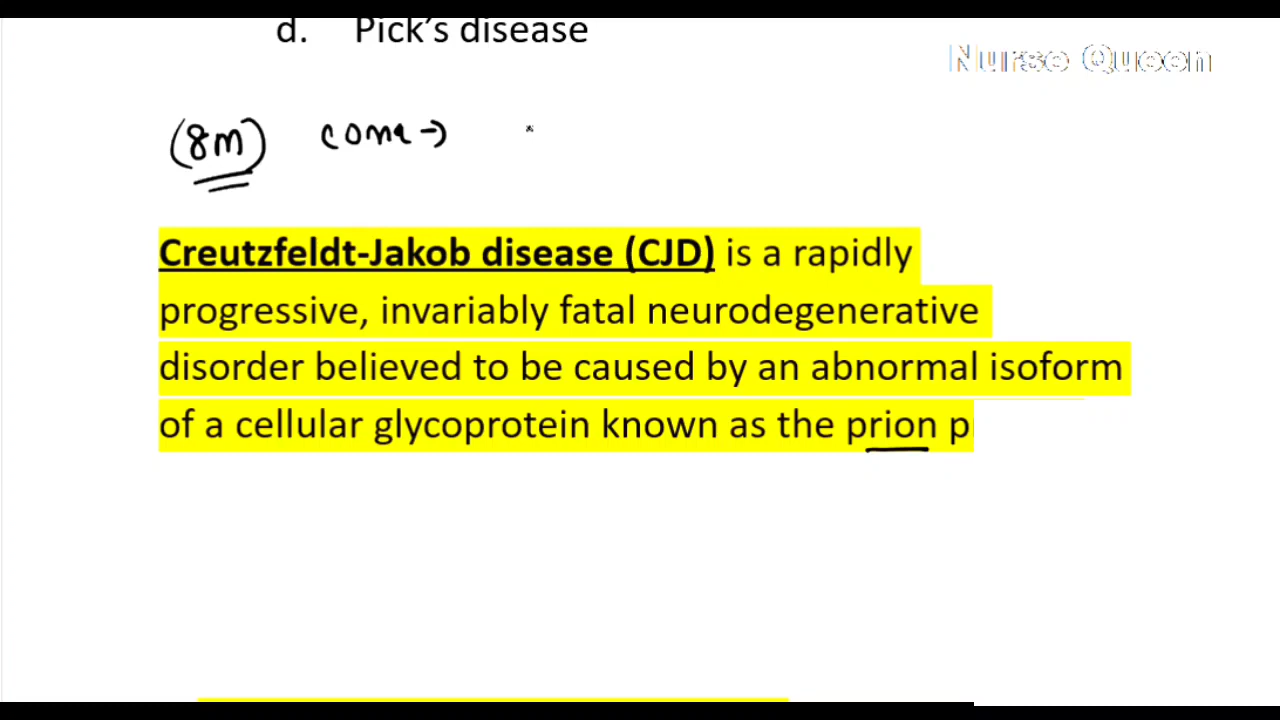 d. Pick's disease
Nurse Queen
(8m) coma →
Creutzfeldt-Jakob disease (CJD) is a rapidly
progressive, invariably fatal neurodegenerative
disorder believed to be caused by an abnormal isoform
of a cellular glycoprotein known as the prion p